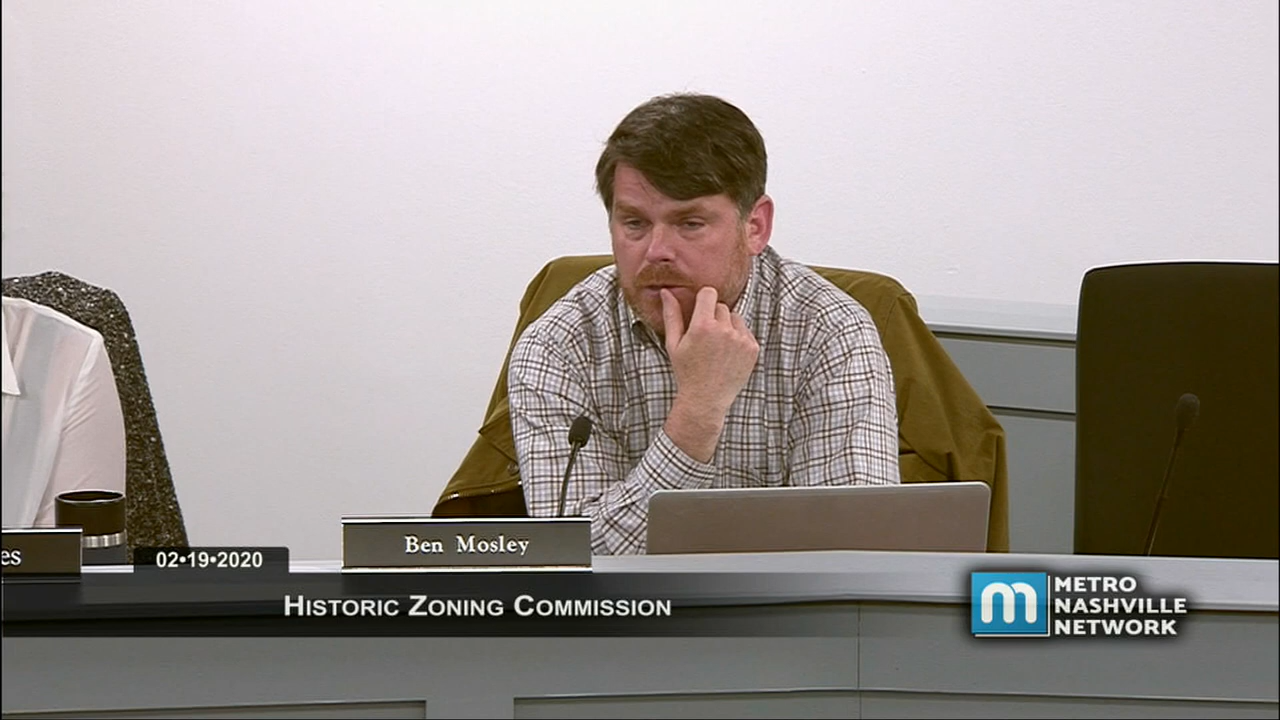 es
Ben Mosley
02•19•2020
HISTORIC ZONING COMMISSION
m
METRO
NASHVILLE
NETWORK